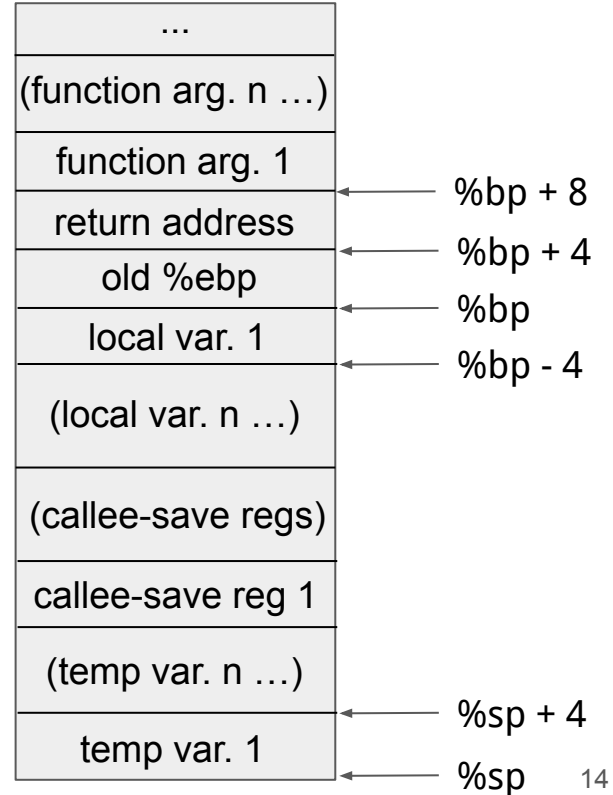 ...
(function arg. n …)
function arg. 1
%bp + 8
return address
%bp + 4
old %ebp
%bp
local var. 1
%bp - 4
(local var. n …)
(callee-save regs)
callee-save reg 1
(temp var. n …)
%sp + 4
temp var. 1
%sp
14